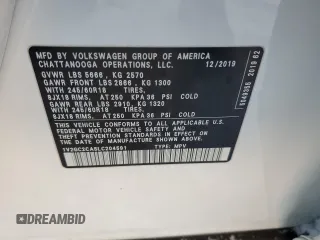 MFD BY VOLKSWAGEN GROUP OF AMERICA
CHATTANOOGA OPERATIONS, LLC. 12/2019
GVWR LBS 5666 , KG 2570
GAWR FRONT LBS 2866 , KG 1300
WITH 245/60R18 TIRES,
8JX18 RIMS, AT 250 KPA 36 PSI COLD
GAWR REAR LBS 2910, KG 1320
WITH 245/60R18 TIRES,
8JX18 RIMS, AT 250 KPA 36 PSI COLD
THIS VEHICLE CONFORMS TO ALL APPLICABLE
FEDERAL MOTOR VEHICLE SAFETY, BUMPER, AND
THEFT PREVENTION STANDARDS IN EFFECT ON THE
DATE OF MANUFACTURE SHOWN ABOVE.
TYPE: MPV